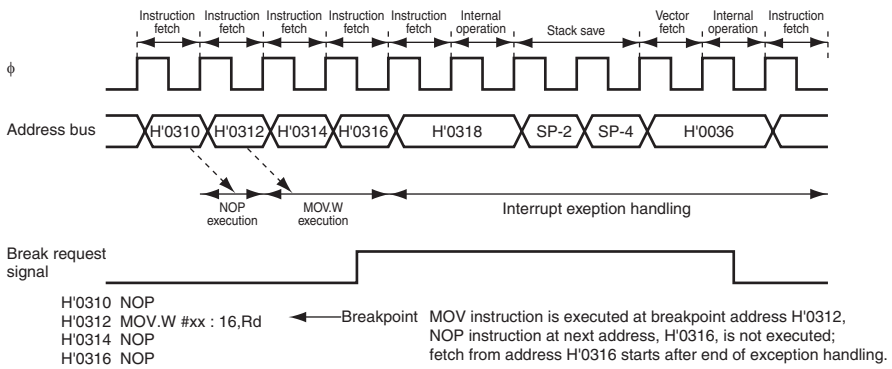 Instruction fetch Instruction fetch Instruction fetch Instruction fetch Instruction fetch Internal operation Stack save Vector fetch Internal operation Instruction fetch
φ
Address bus H'0310 H'0312 H'0314 H'0316 H'0318 SP-2 SP-4 H'0036
NOP execution MOV.W execution Interrupt exeption handling
Break request
signal
H'0310 NOP
H'0312 MOV.W #xx : 16,Rd Breakpoint MOV instruction is executed at breakpoint address H'0312,
H'0314 NOP NOP instruction at next address, H'0316, is not executed;
H'0316 NOP fetch from address H'0316 starts after end of exception handling.